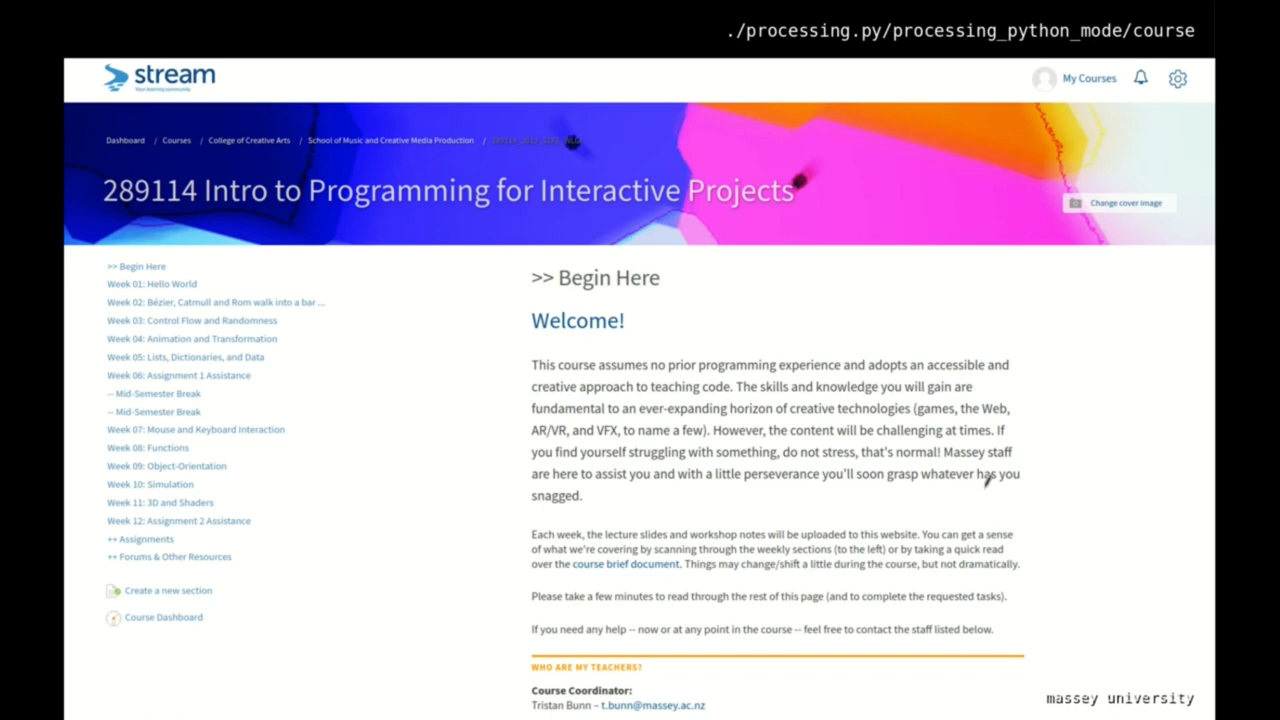 ./processing.py/processing_python_mode/course
stream
Your learning community
My Courses
Dashboard / Courses / College of Creative Arts / School of Music and Creative Media Production /
289114 Intro to Programming for Interactive Projects
Change cover image
>> Begin Here
Week 01: Hello World
Week 02: Bézier, Catmull and Rom walk into a bar ...
Week 03: Control Flow and Randomness
Week 04: Animation and Transformation
Week 05: Lists, Dictionaries, and Data
Week 06: Assignment 1 Assistance
-- Mid-Semester Break
-- Mid-Semester Break
Week 07: Mouse and Keyboard Interaction
Week 08: Functions
Week 09: Object-Orientation
Week 10: Simulation
Week 11: 3D and Shaders
Week 12: Assignment 2 Assistance
++ Assignments
++ Forums & Other Resources
Create a new section
Course Dashboard
>> Begin Here
Welcome!
This course assumes no prior programming experience and adopts an accessible and
creative approach to teaching code. The skills and knowledge you will gain are
fundamental to an ever-expanding horizon of creative technologies (games, the Web,
AR/VR, and VFX, to name a few). However, the content will be challenging at times. If
you find yourself struggling with something, do not stress, that's normal! Massey staff
are here to assist you and with a little perseverance you'll soon grasp whatever has you
snagged.
Each week, the lecture slides and workshop notes will be uploaded to this website. You can get a sense
of what we're covering by scanning through the weekly sections (to the left) or by taking a quick read
over the course brief document. Things may change/shift a little during the course, but not dramatically.
Please take a few minutes to read through the rest of this page (and to complete the requested tasks).
If you need any help -- now or at any point in the course -- feel free to contact the staff listed below.
WHO ARE MY TEACHERS?
Course Coordinator:
Tristan Bunn – t.bunn@massey.ac.nz
massey university